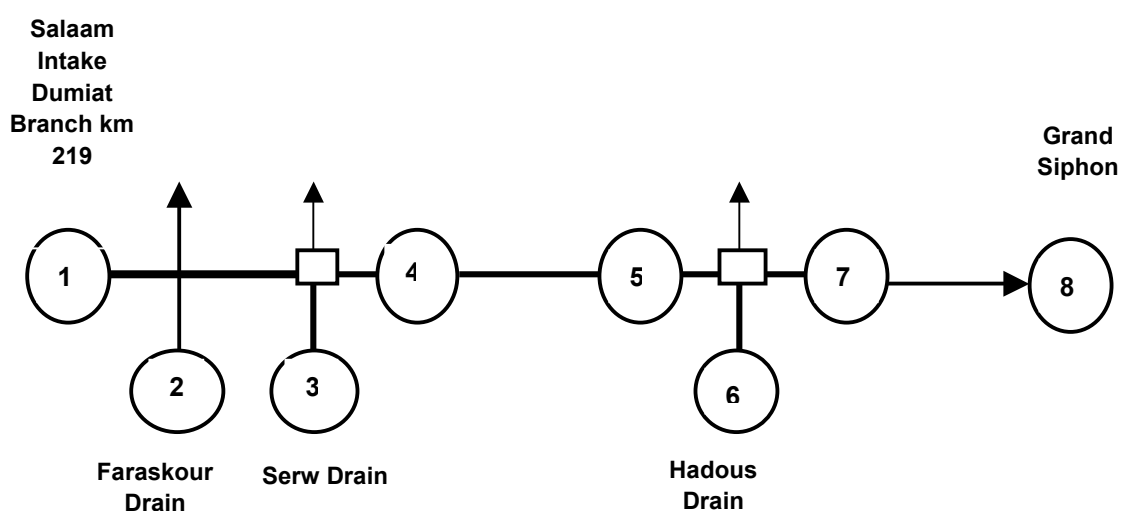 Salaam
Intake
Dumiat
Branch km
219
Grand
Siphon
1
4
5
7
8
2
3
6
Faraskour
Drain
Serw Drain
Hadous
Drain